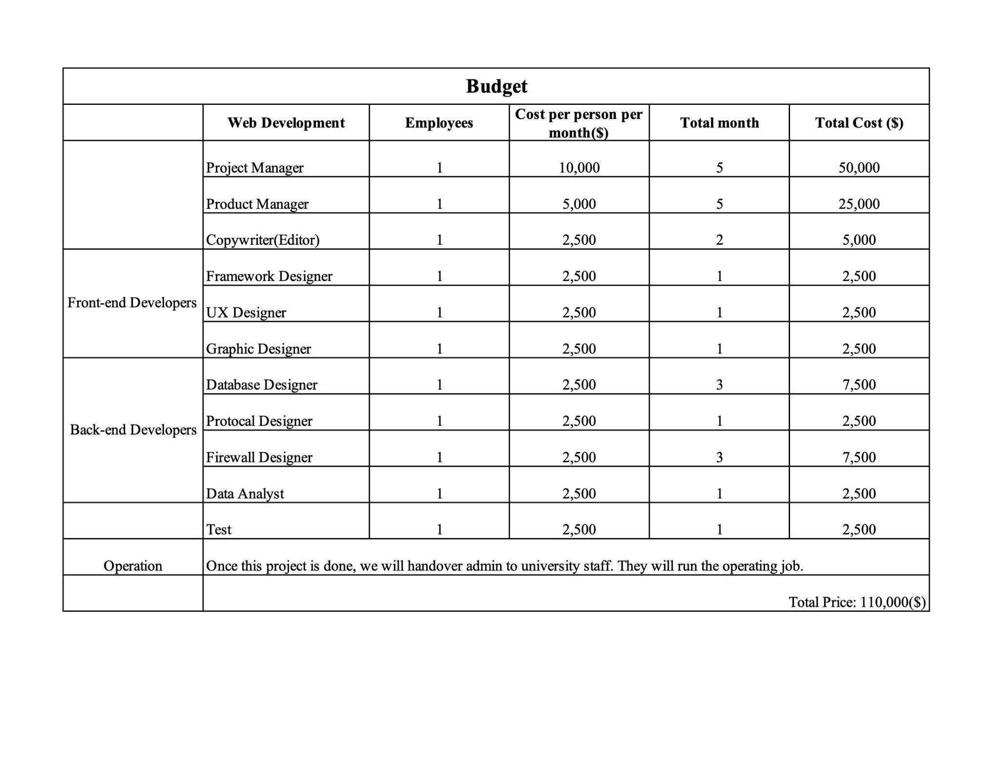 Budget
Web Development Employees Cost per person per month($) Total month Total Cost ($)
Project Manager 1 10,000 5 50,000
Product Manager 1 5,000 5 25,000
Copywriter(Editor) 1 2,500 2 5,000
Front-end Developers
Framework Designer 1 2,500 1 2,500
UX Designer 1 2,500 1 2,500
Graphic Designer 1 2,500 1 2,500
Back-end Developers
Database Designer 1 2,500 3 7,500
Protocal Designer 1 2,500 1 2,500
Firewall Designer 1 2,500 3 7,500
Data Analyst 1 2,500 1 2,500
Test 1 2,500 1 2,500
Operation Once this project is done, we will handover admin to university staff. They will run the operating job.
Total Price: 110,000($)